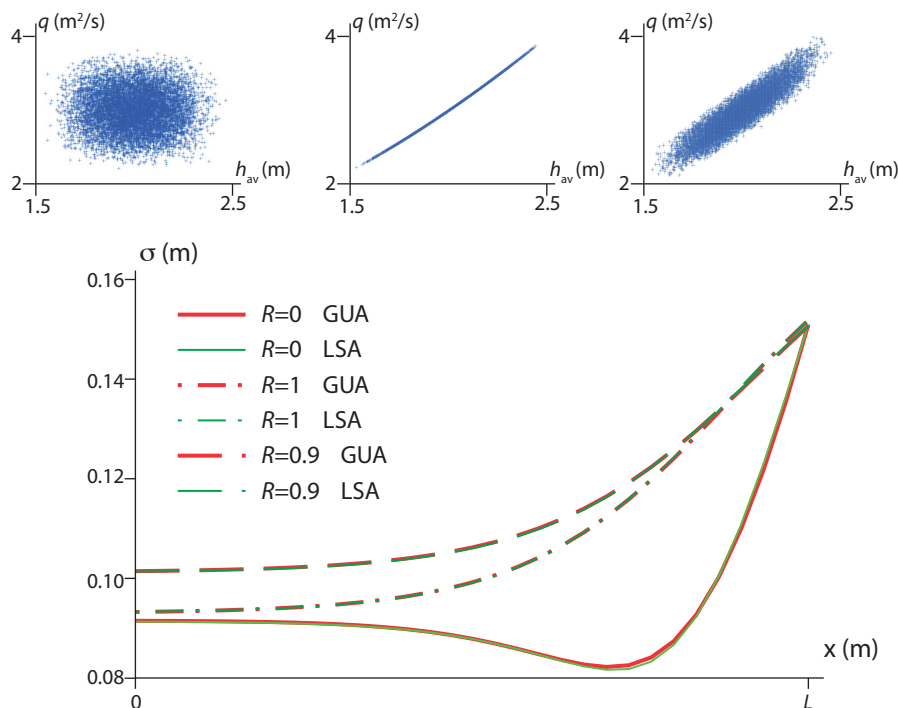 q (m²/s)
4
2
h_av (m)
1.5
2.5
q (m²/s)
4
2
h_av (m)
1.5
2.5
q (m²/s)
4
2
h_av (m)
1.5
2.5
σ (m)
0.16
0.14
0.12
0.10
0.08
R=0 GUA
R=0 LSA
R=1 GUA
R=1 LSA
R=0.9 GUA
R=0.9 LSA
x (m)
0
L